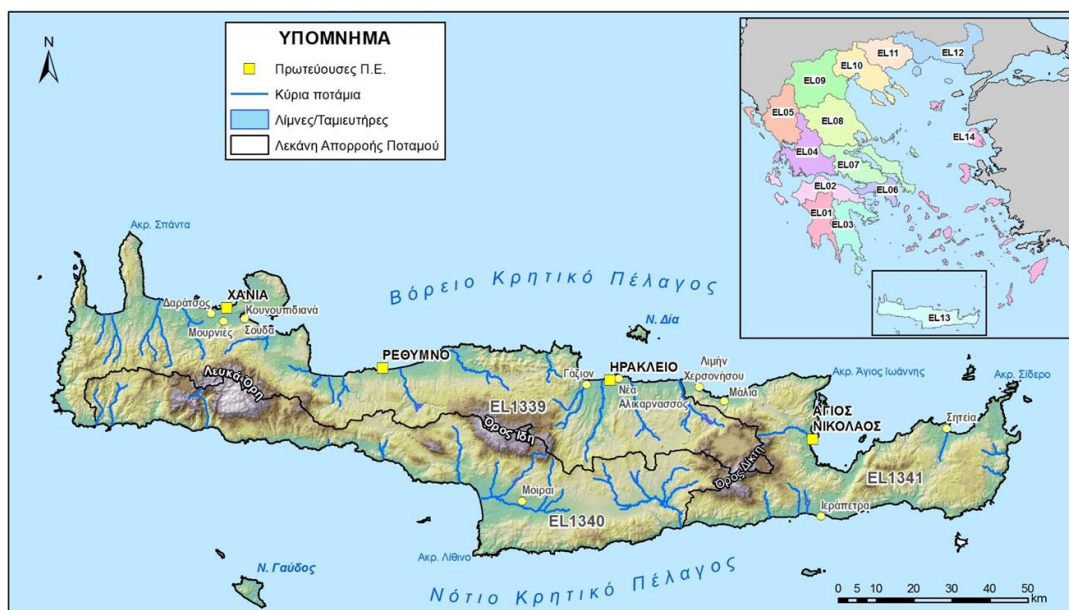 N
ΥΠΟΜΝΗΜΑ
Πρωτεύουσες Π.Ε.
Κύρια ποτάμια
Λίμνες/Ταμιευτήρες
Λεκάνη Απορροής Ποταμού
EL11
EL12
EL10
EL09
EL05
EL08
EL14
EL04
EL07
EL02
EL06
EL01
EL03
EL13
Ακρ. Σπάντα
Βόρειο Κρητικό Πέλαγος
Ν. Δία
Δαράτσος
ΧΑΝΙΑ
Κουνουπιδιανά
Μουρνιές
Σούδα
ΡΕΘΥΜΝΟ
Γάζιον
ΗΡΑΚΛΕΙΟ
Λιμήν
Χερσονήσου
Νέα
Αλικαρνασσός
Μάλια
Ακρ. Άγιος Ιωάννης
Ακρ. Σίδερο
Λευκά Όρη
EL1339
ΑΓΙΟΣ
ΝΙΚΟΛΑΟΣ
Σητεία
Όρος Ίδη
Όρος Δίκτη
EL1341
Μοίραι
EL1340
Ιεράπετρα
Ακρ. Λίθινο
Ν. Γαύδος
Νότιο Κρητικό Πέλαγος
0 5 10 20 30 40 50
km